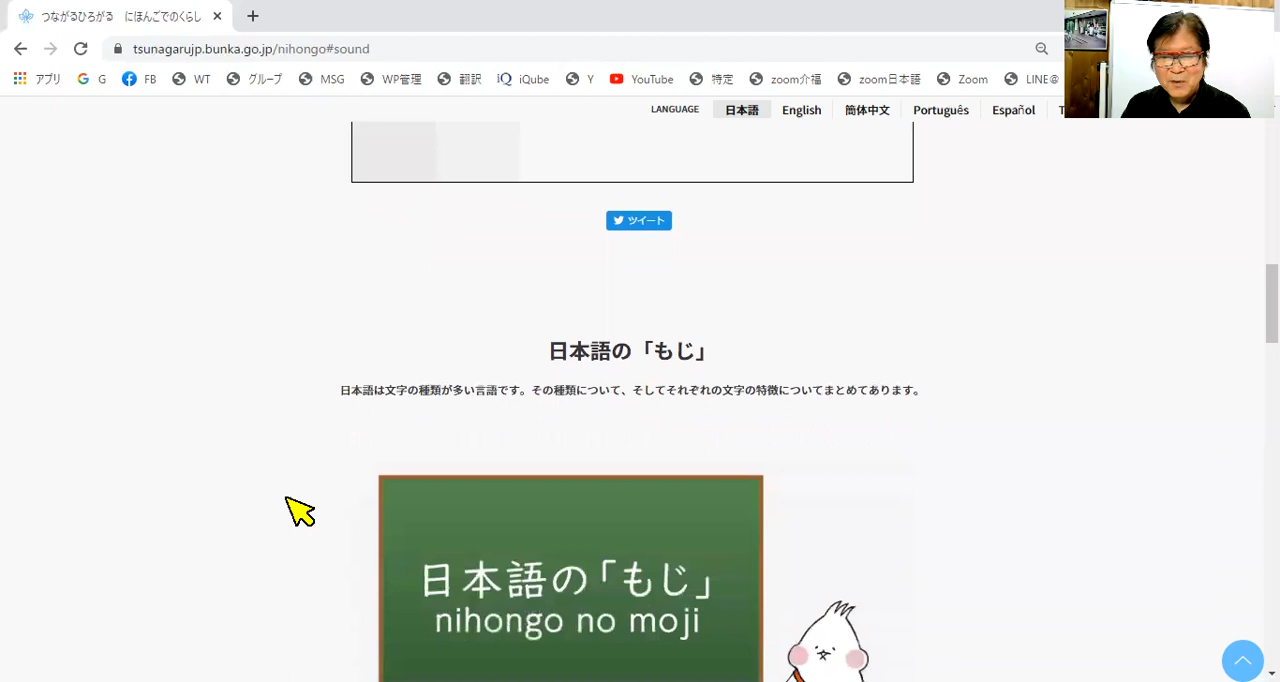 つながるひろがる　にほんごでのくらし
tsunagarujp.bunka.go.jp/nihongo#sound
アプリ G FB WT グループ MSG WP管理 翻訳 iQ iQube Y YouTube 特定 zoom介福 zoom日本語 Zoom LINE@
LANGUAGE 日本語 English 简体中文 Português Español
ツイート
日本語の「もじ」
日本語は文字の種類が多い言語です。その種類について、そしてそれぞれの文字の特徴についてまとめてあります。
日本語の「もじ」
nihongo no moji